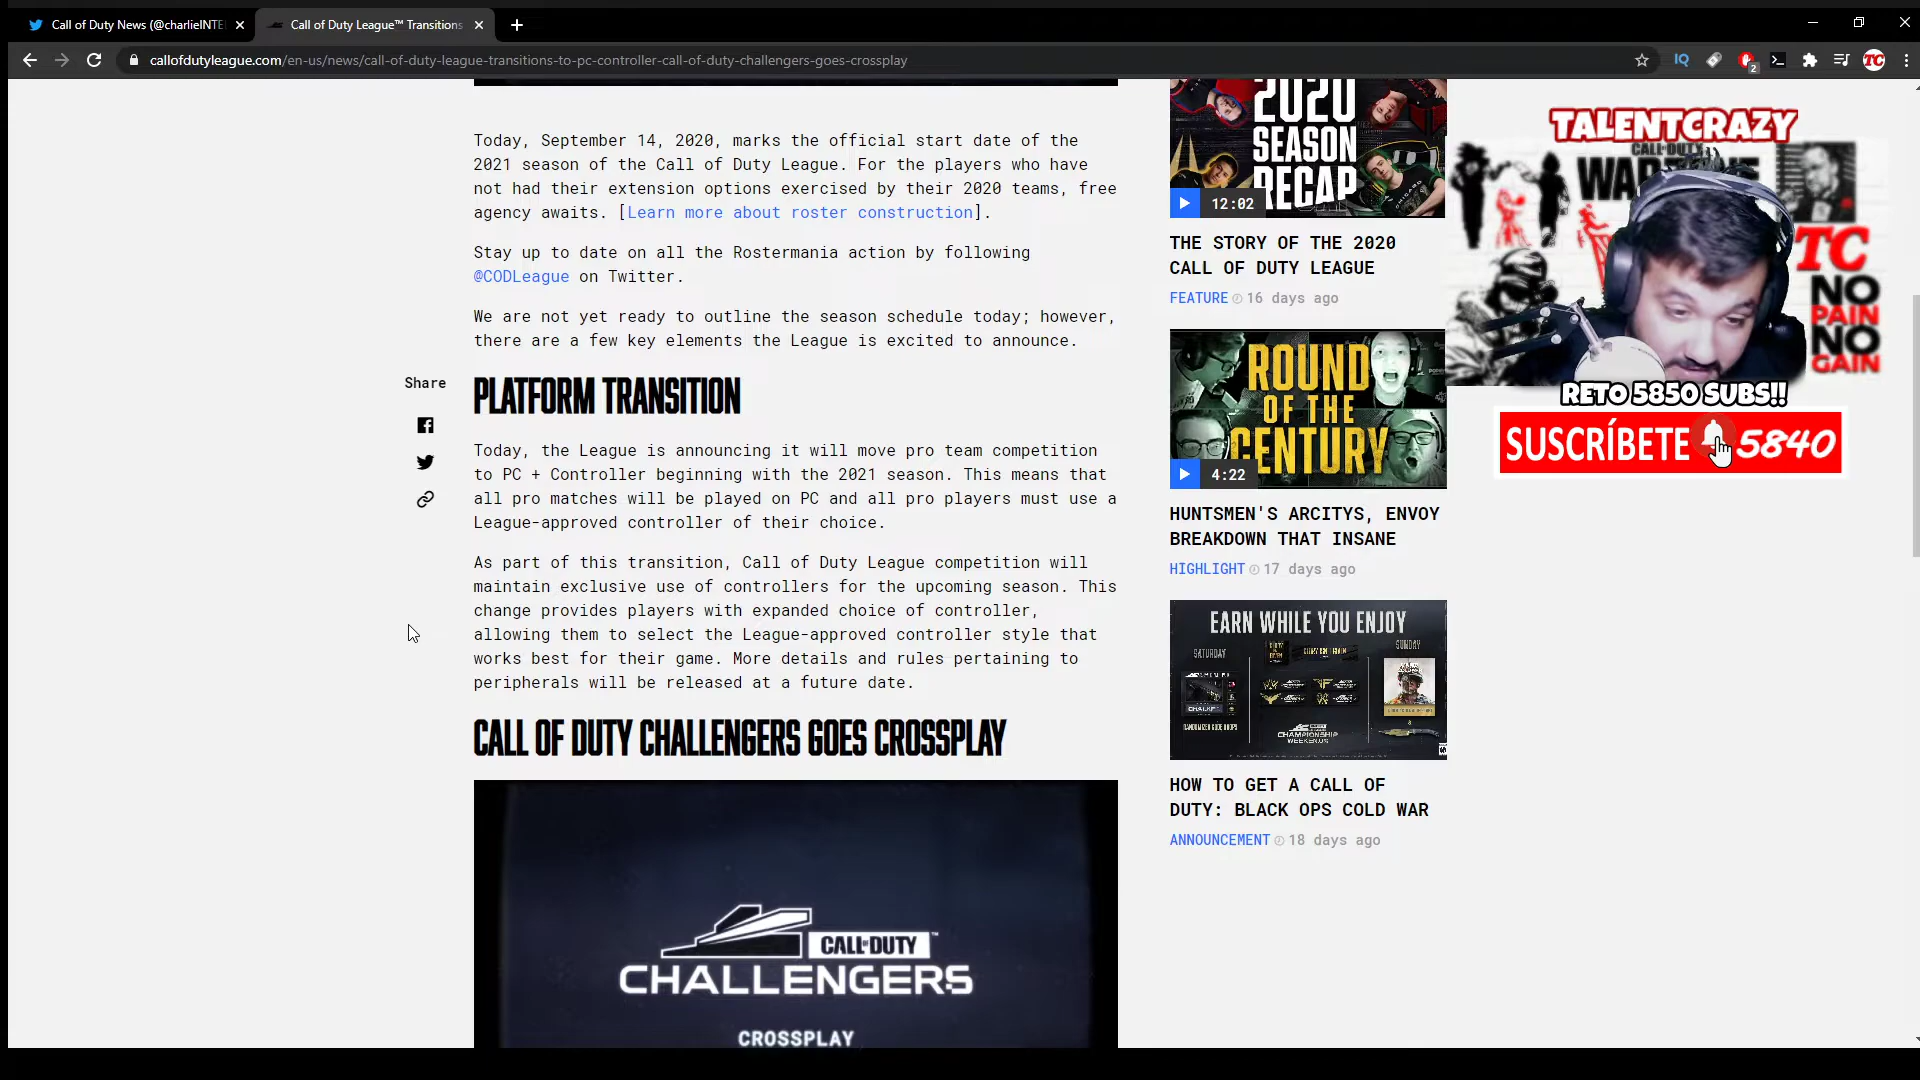 Call of Duty News (@charlieINTE
Call of Duty League™ Transitions
callofdutyleague.com/en-us/news/call-of-duty-league-transitions-to-pc-controller-call-of-duty-challengers-goes-crossplay
IQ
2
TC
Today, September 14, 2020, marks the official start date of the
2021 season of the Call of Duty League. For the players who have
not had their extension options exercised by their 2020 teams, free
agency awaits. [Learn more about roster construction].
Stay up to date on all the Rostermania action by following
@CODLeague on Twitter.
We are not yet ready to outline the season schedule today; however,
there are a few key elements the League is excited to announce.
Share
PLATFORM TRANSITION
Today, the League is announcing it will move pro team competition
to PC + Controller beginning with the 2021 season. This means that
all pro matches will be played on PC and all pro players must use a
League-approved controller of their choice.
As part of this transition, Call of Duty League competition will
maintain exclusive use of controllers for the upcoming season. This
change provides players with expanded choice of controller,
allowing them to select the League-approved controller style that
works best for their game. More details and rules pertaining to
peripherals will be released at a future date.
CALL OF DUTY CHALLENGERS GOES CROSSPLAY
CALL OF DUTY™
CHALLENGERS
CROSSPLAY
2020
SEASON
RECAP
12:02
THE STORY OF THE 2020
CALL OF DUTY LEAGUE
FEATURE 16 days ago
ROUND
OF THE
CENTURY
4:22
HUNTSMEN'S ARCITYS, ENVOY
BREAKDOWN THAT INSANE
HIGHLIGHT 17 days ago
EARN WHILE YOU ENJOY
SATURDAY
SUNDAY
CHAMPIONSHIP
WEEKEND
HOW TO GET A CALL OF
DUTY: BLACK OPS COLD WAR
ANNOUNCEMENT 18 days ago
TALENTCRAZY
CALL OF DUTY
WAR
TC
NO
PAIN
NO
GAIN
RETO 5850 SUBS!!
SUSCRÍBETE 5840